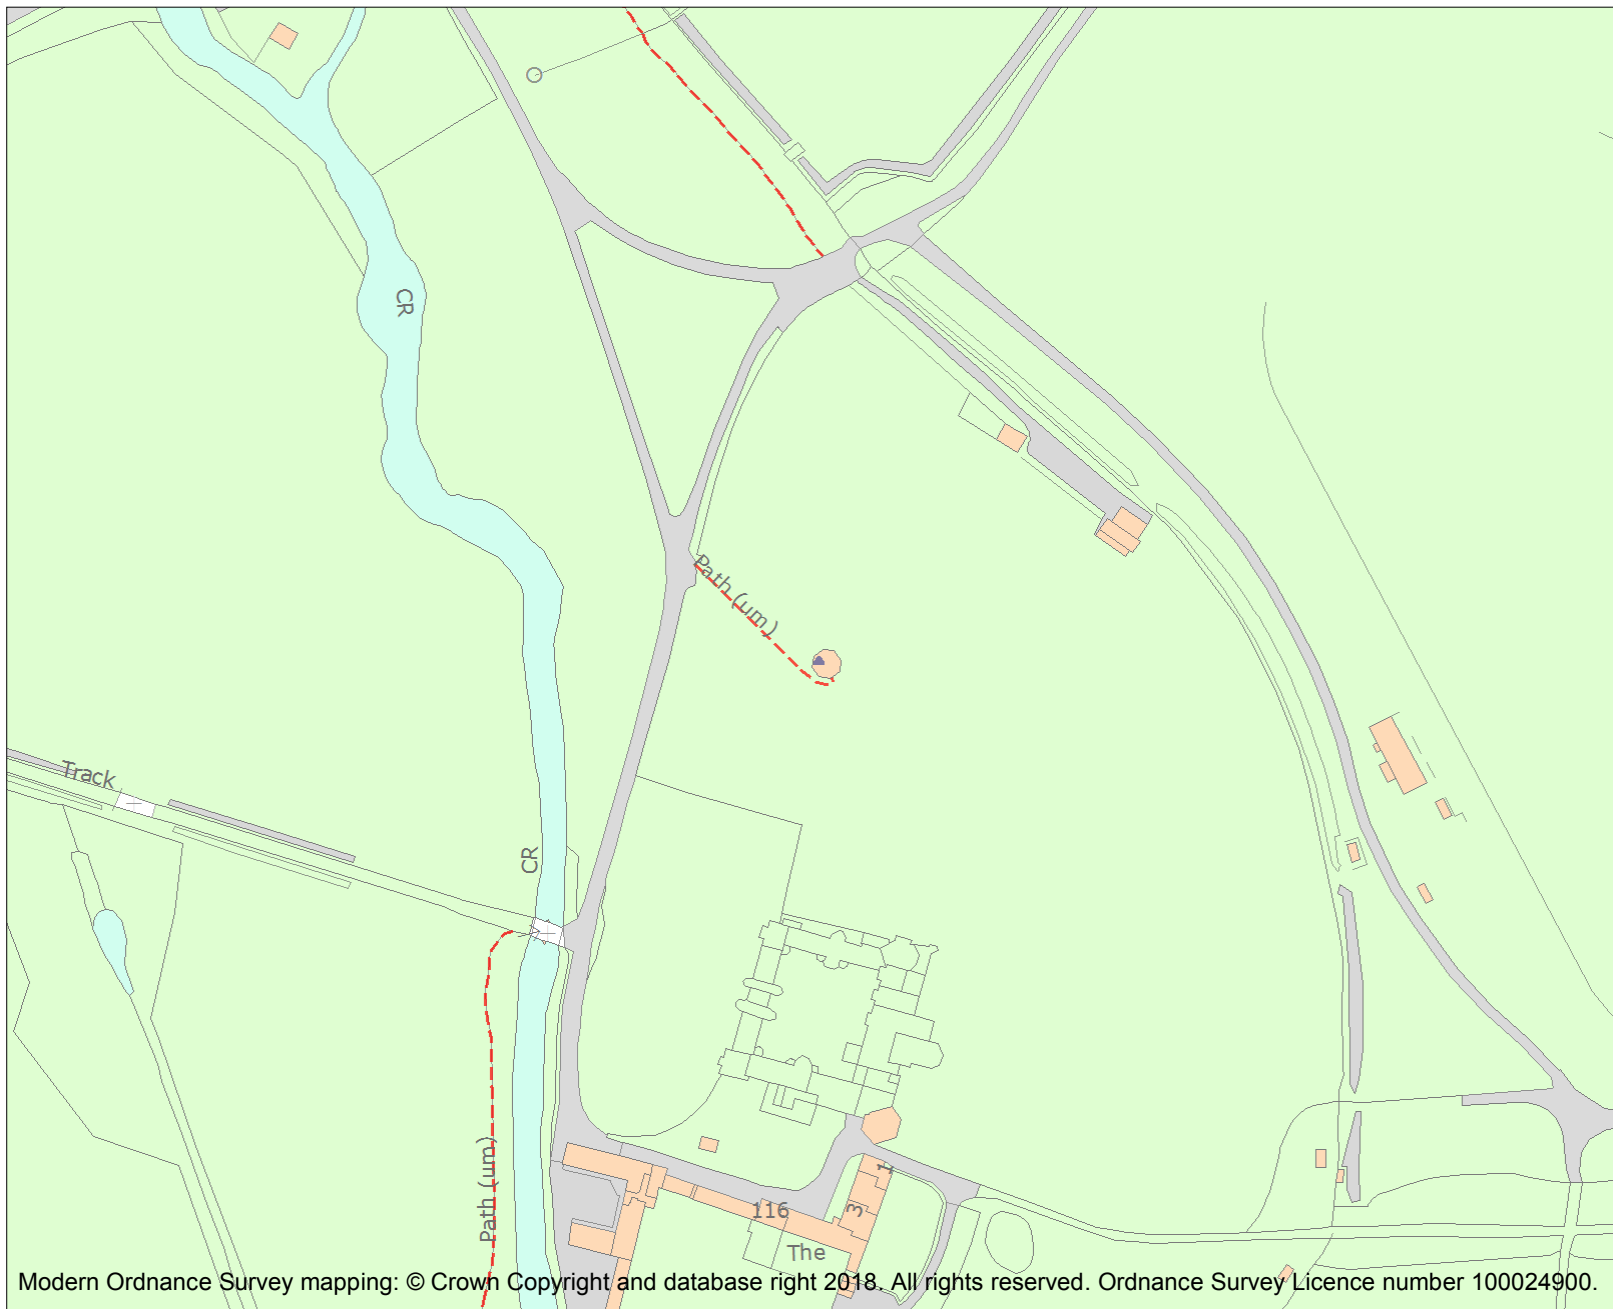 CR
Path (um)
Track
CR
Path (um)
1
3
116
The
Modern Ordnance Survey mapping: © Crown Copyright and database right 2018. All rights reserved. Ordnance Survey Licence number 100024900.